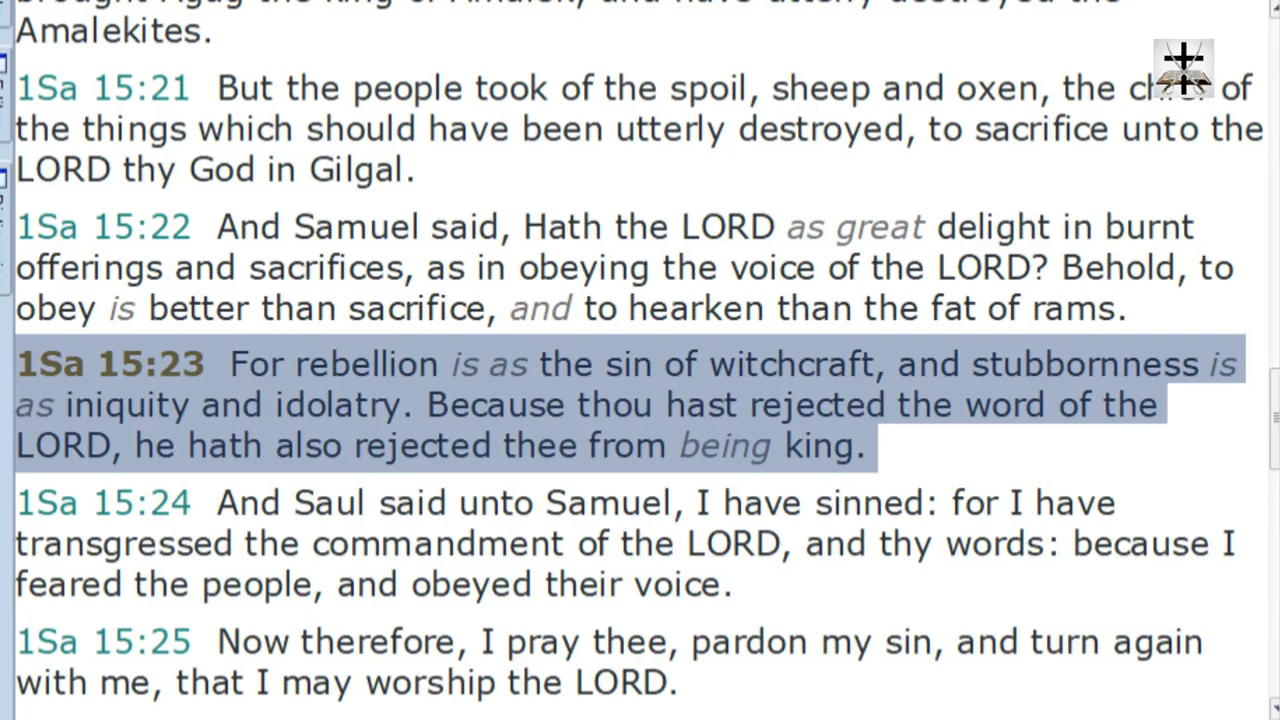 Amalekites.
1Sa 15:21 But the people took of the spoil, sheep and oxen, the chief of
the things which should have been utterly destroyed, to sacrifice unto the
LORD thy God in Gilgal.
1Sa 15:22 And Samuel said, Hath the LORD as great delight in burnt
offerings and sacrifices, as in obeying the voice of the LORD? Behold, to
obey is better than sacrifice, and to hearken than the fat of rams.
1Sa 15:23 For rebellion is as the sin of witchcraft, and stubbornness is
as iniquity and idolatry. Because thou hast rejected the word of the
LORD, he hath also rejected thee from being king.
1Sa 15:24 And Saul said unto Samuel, I have sinned: for I have
transgressed the commandment of the LORD, and thy words: because I
feared the people, and obeyed their voice.
1Sa 15:25 Now therefore, I pray thee, pardon my sin, and turn again
with me, that I may worship the LORD.